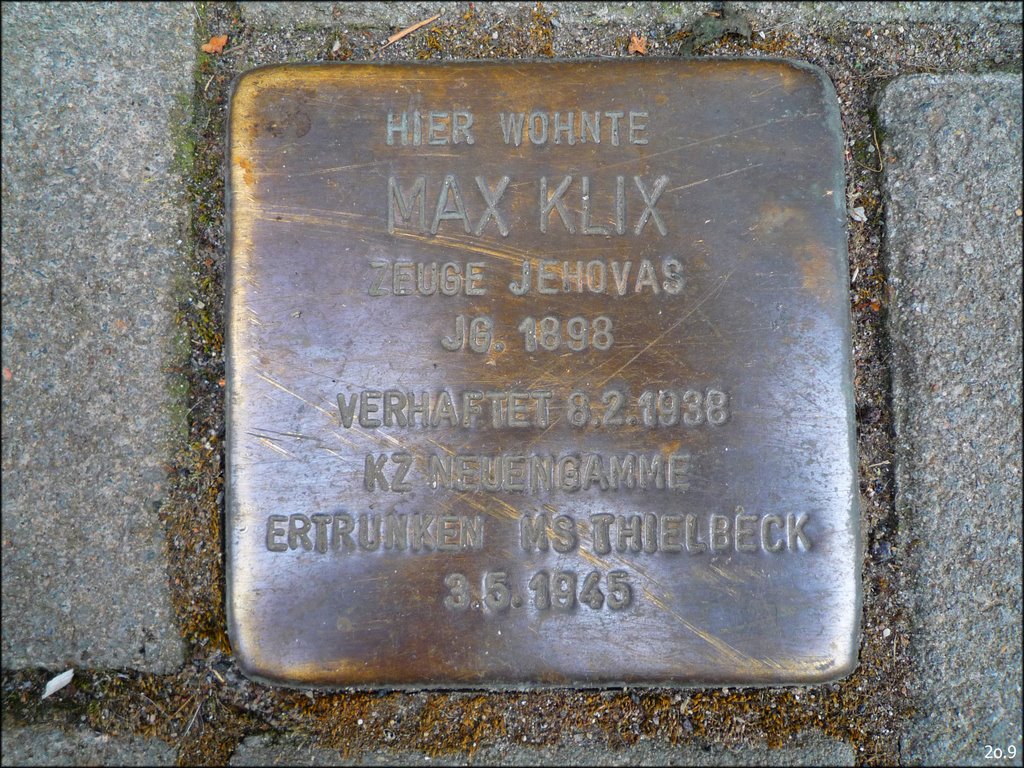 HIER WOHNTE
MAX KLIX
ZEUGE JEHOVAS
JG. 1898
VERHAFTET 8.2.1938
KZ NEUENGAMME
ERTRUNKEN MS THIELBECK
3.5.1945
2o.9